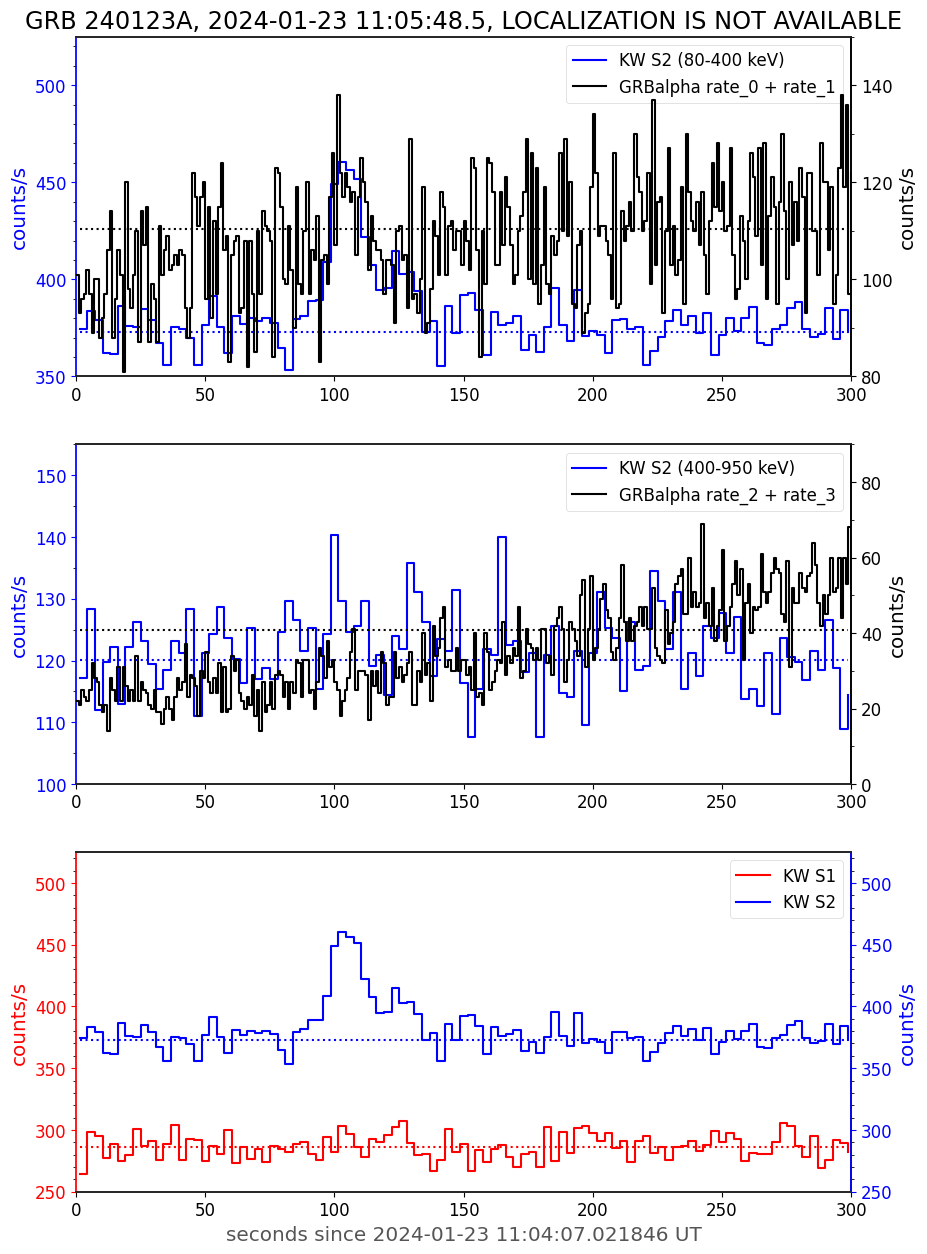 GRB 240123A, 2024-01-23 11:05:48.5, LOCALIZATION IS NOT AVAILABLE
KW S2 (80-400 keV)
GRBalpha rate_0 + rate_1
counts/s
500
450
400
350
counts/s
140
120
100
80
0 50 100 150 200 250 300
KW S2 (400-950 keV)
GRBalpha rate_2 + rate_3
counts/s
150
140
130
120
110
100
counts/s
80
60
40
20
0
0 50 100 150 200 250 300
KW S1
KW S2
counts/s
500
450
400
350
300
250
counts/s
500
450
400
350
300
250
0 50 100 150 200 250 300
seconds since 2024-01-23 11:04:07.021846 UT